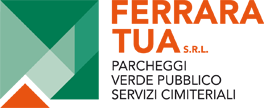 FERRARA
TUA S.R.L.
PARCHEGGI
VERDE PUBBLICO
SERVIZI CIMITERIALI